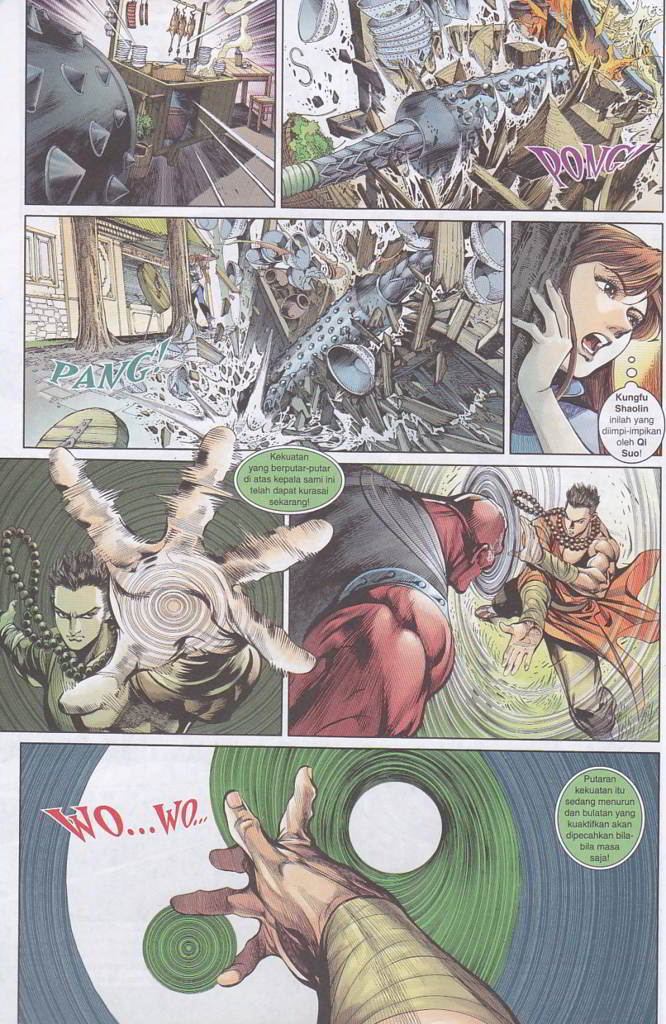 PONG!
PANG!
Kungfu
Shaolin
inilah yang
diimpi-impikan
oleh Qi
Suo!
Kekuatan
yang berputar-putar
di atas kepala sami ini
telah dapat kurasai
sekarang!
WO...WO...
Putaran
kekuatan itu
sedang menurun
dan bulatan yang
kuaktifkan akan
dipecahkan bila-
bila masa
saja!